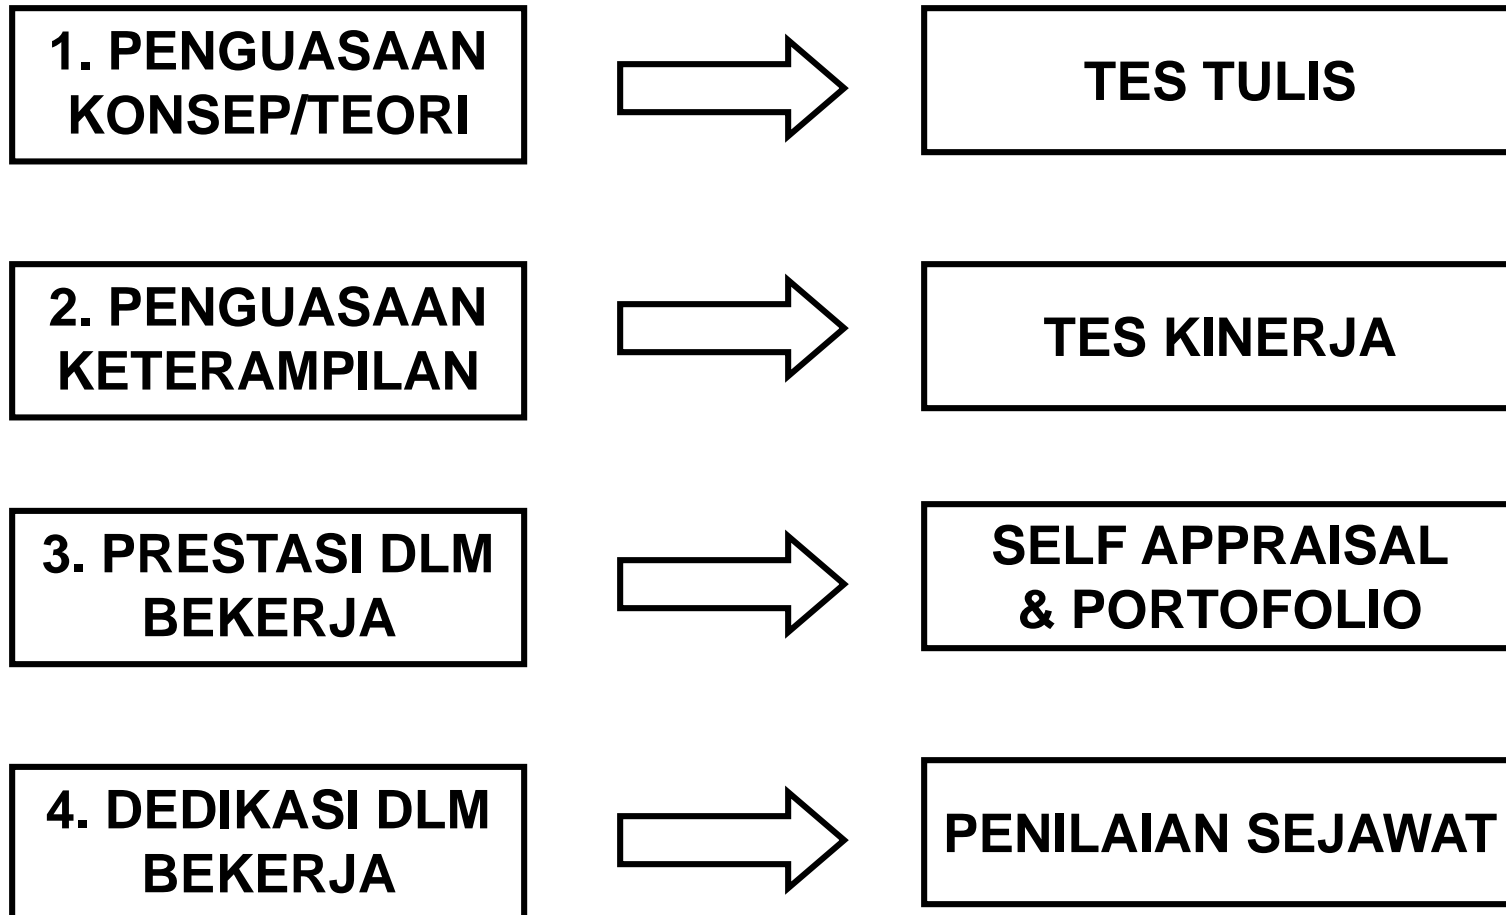 1. PENGUASAAN
KONSEP/TEORI
TES TULIS
2. PENGUASAAN
KETERAMPILAN
TES KINERJA
3. PRESTASI DLM
BEKERJA
SELF APPRAISAL
& PORTOFOLIO
4. DEDIKASI DLM
BEKERJA
PENILAIAN SEJAWAT